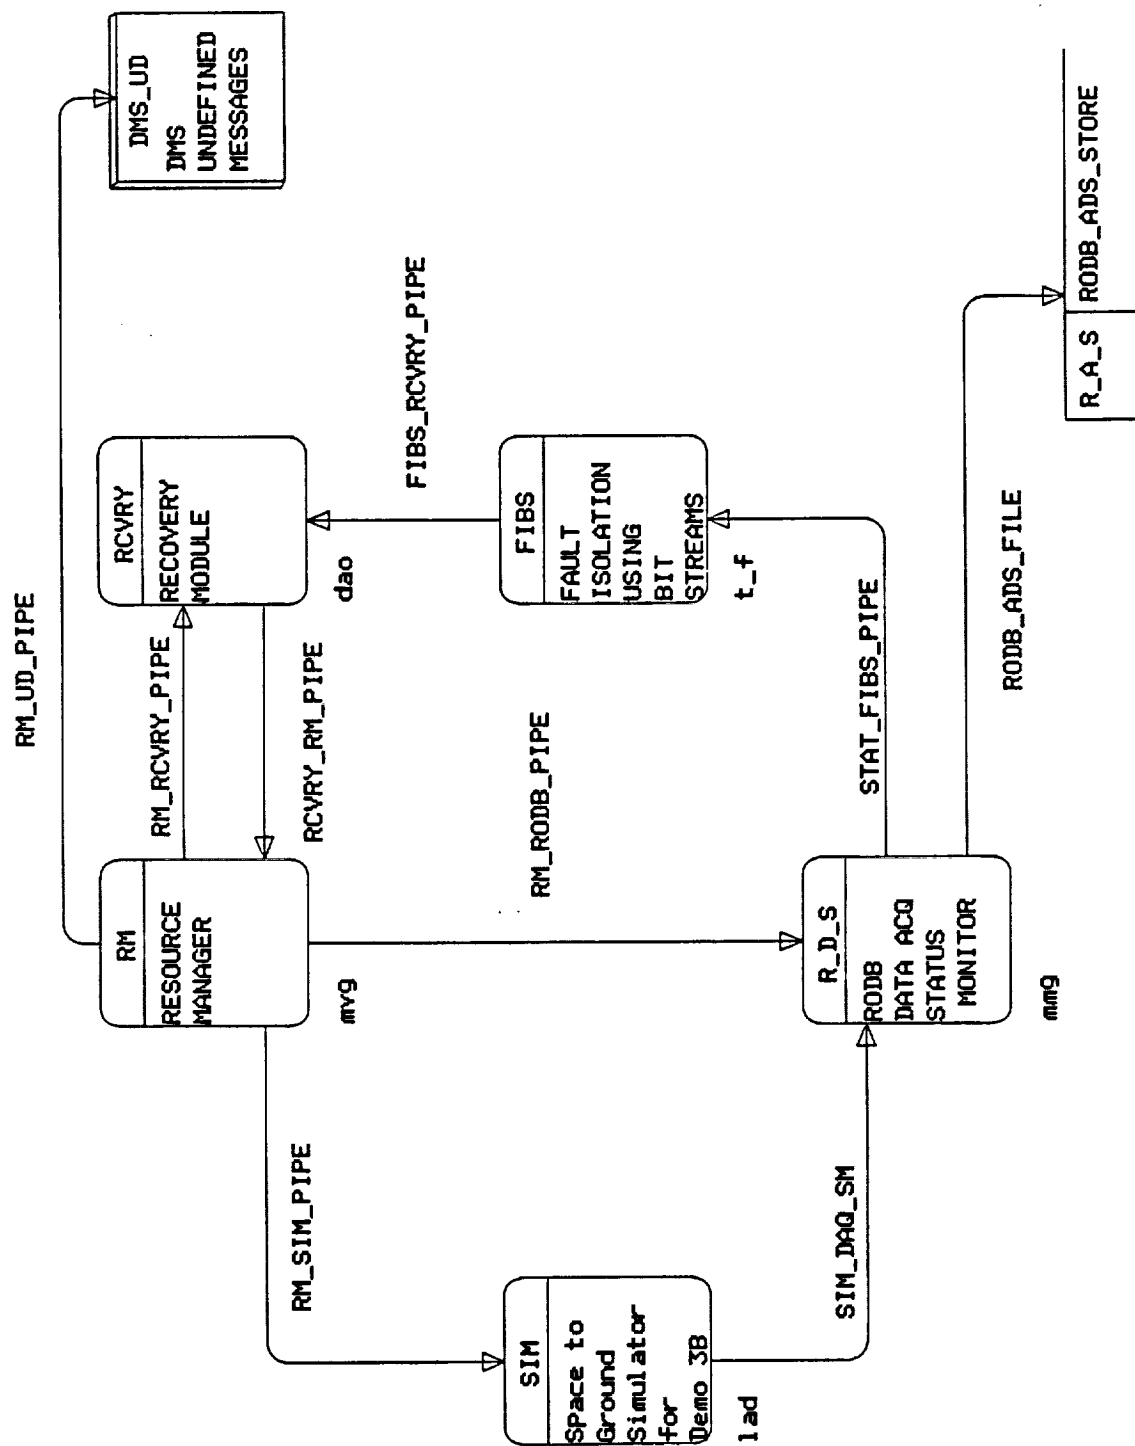 RM_UD_PIPE
DMS_UD
DMS
UNDEFINED
MESSAGES
RM
RESOURCE
MANAGER
mvg
RM_RCVRY_PIPE
RCVRY_RM_PIPE
RCVRY
RECOVERY
MODULE
dao
RM_SIM_PIPE
RM_RODB_PIPE
FIBS_RCVRY_PIPE
SIM
SPace to
Ground
Simulator
for
Demo 3B
lad
FIBS
FAULT
ISOLATION
USING
BIT
STREAMS
t_f
SIM_DAQ_SM
R_D_S
RODB
DATA ACQ
STATUS
MONITOR
mmg
STAT_FIBS_PIPE
RODB_ADS_FILE
R_A_S
RODB_ADS_STORE